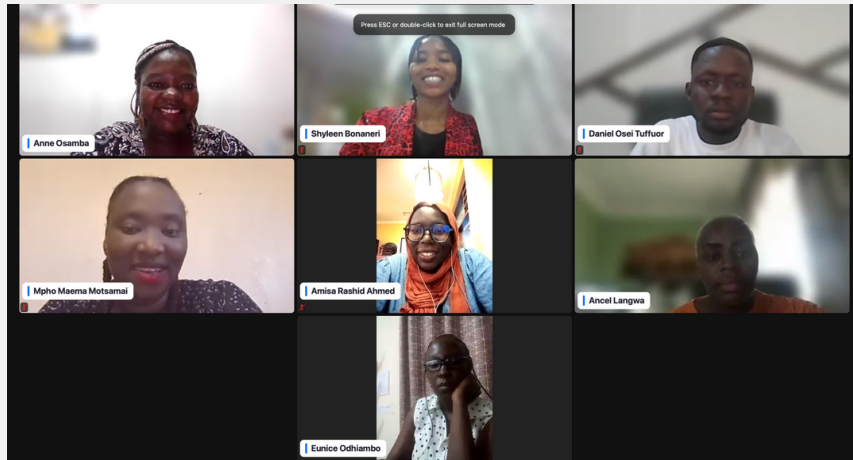 Press ESC or double-click to exit full screen mode
Anne Osamba
Shyleen Bonaneri
Daniel Osei Tuffuor
Mpho Maema Motsamai
Amisa Rashid Ahmed
Ancel Langwa
Eunice Odhiambo